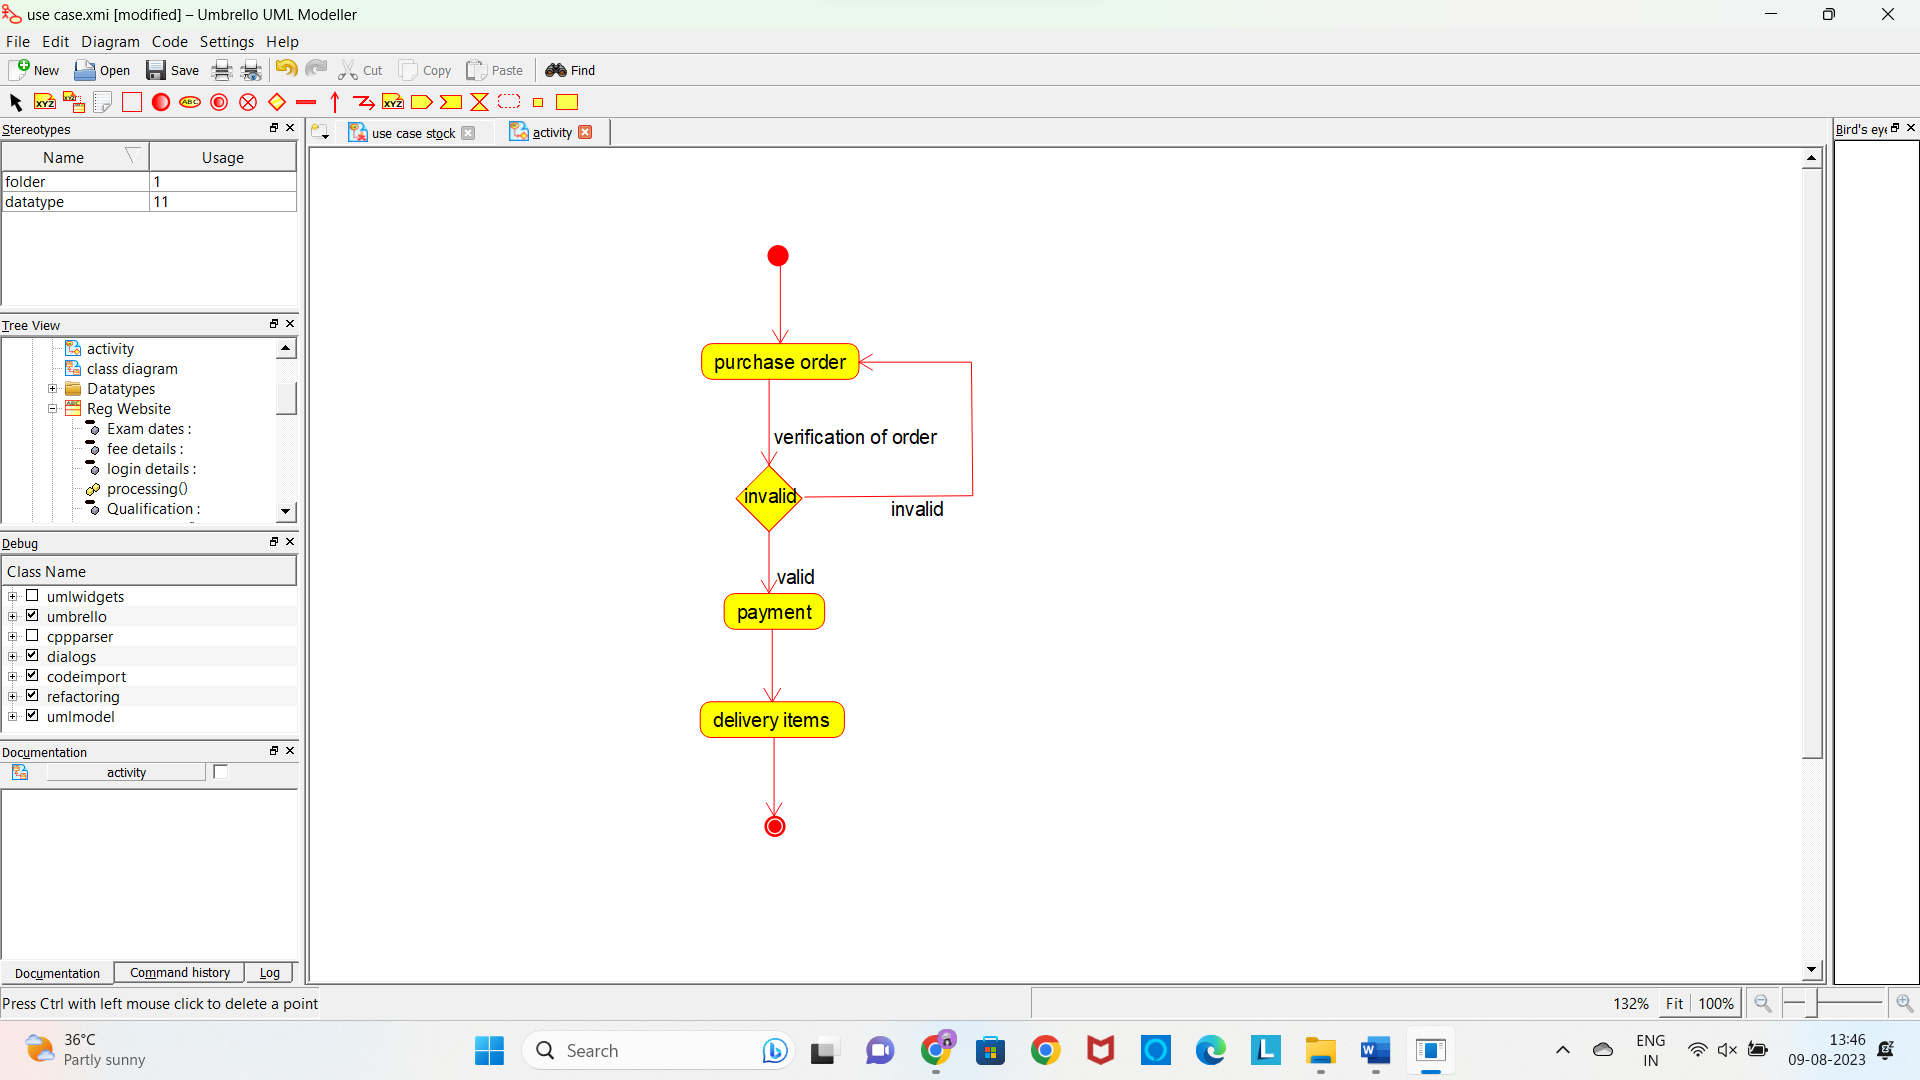 use case.xmi [modified] – Umbrello UML Modeller
File Edit Diagram Code Settings Help
New Open Save Cut Copy Paste Find
XYZ XYZ ABC XYZ
Stereotypes
Name Usage
folder 1
datatype 11
Tree View
activity
class diagram
Datatypes
Reg Website
Exam dates :
fee details :
login details :
processing()
Qualification :
Debug
Class Name
umlwidgets
umbrello
cppparser
dialogs
codeimport
refactoring
umlmodel
Documentation
activity
Documentation Command history Log
use case stock activity
purchase order
verification of order
invalid
invalid
valid
payment
delivery items
Bird's eye
Press Ctrl with left mouse click to delete a point
132% Fit 100%
36°C
Partly sunny
Search
L
W
ENG
IN
13:46
09-08-2023